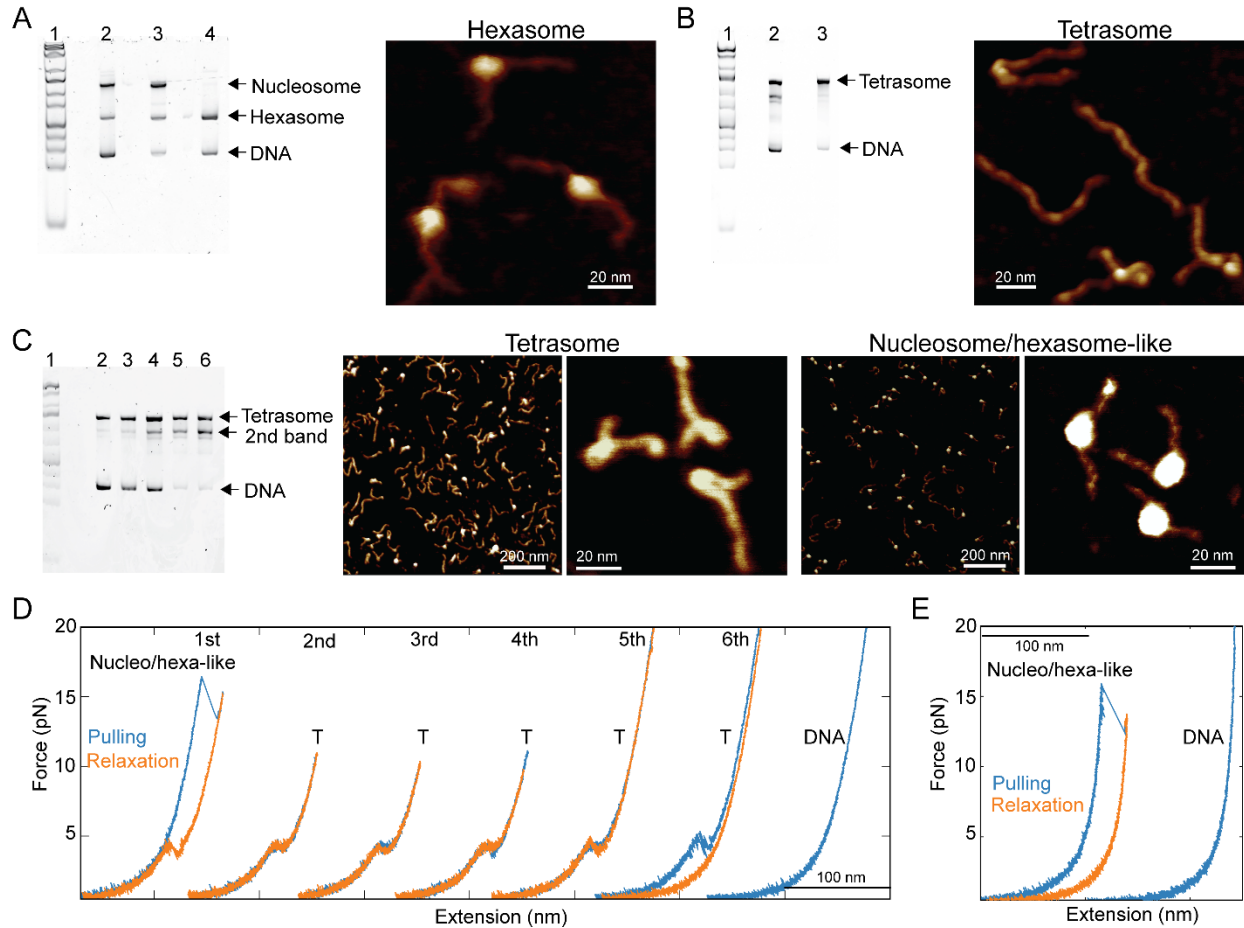 A
1 2 3 4
Nucleosome
Hexasome
DNA
Hexasome
20 nm
B
1 2 3
Tetrasome
DNA
Tetrasome
20 nm
C
1 2 3 4 5 6
Tetrasome
2nd band
DNA
Tetrasome
200 nm
20 nm
Nucleosome/hexasome-like
200 nm
20 nm
D
Force (pN)
20
15
10
5
1st 2nd 3rd 4th 5th 6th
Nucleo/hexa-like
Pulling
Relaxation
T T T T T DNA
100 nm
Extension (nm)
E
Force (pN)
20
15
10
5
100 nm
Nucleo/hexa-like
Pulling
Relaxation
DNA
Extension (nm)